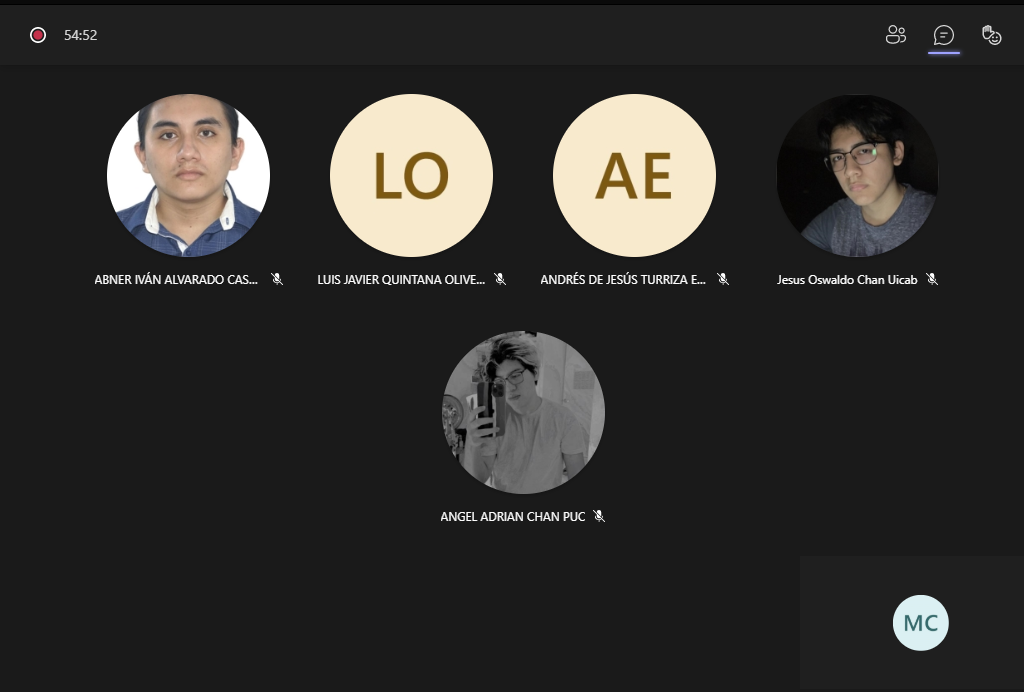 54:52
LO
AE
ABNER IVÁN ALVARADO CAS...
LUIS JAVIER QUINTANA OLIVE...
ANDRÉS DE JESÚS TURRIZA E...
Jesus Oswaldo Chan Uicab
ANGEL ADRIAN CHAN PUC
MC